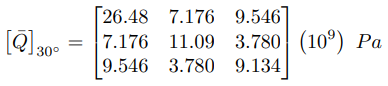 [Q̄]₃₀° = [26.48 7.176 9.546
7.176 11.09 3.780
9.546 3.780 9.134] (10⁹) Pa